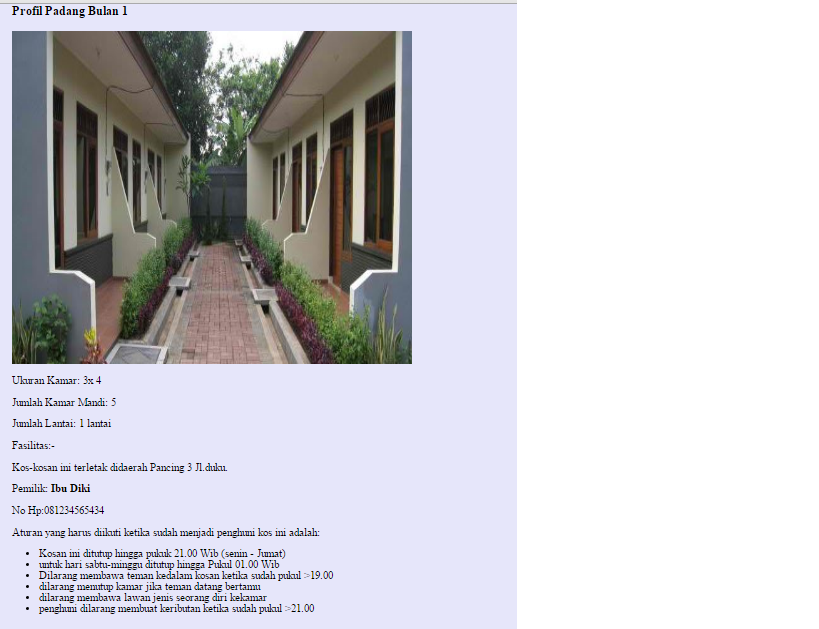 Profil Padang Bulan 1
Ukuran Kamar: 3x 4
Jumlah Kamar Mandi: 5
Jumlah Lantai: 1 lantai
Fasilitas:-
Kos-kosan ini terletak didaerah Pancing 3 Jl.duku.
Pemilik: Ibu Diki
No Hp:081234565434
Aturan yang harus diikuti ketika sudah menjadi penghuni kos ini adalah:
• Kosan ini ditutup hingga pukuk 21.00 Wib (senin - Jumat)
• untuk hari sabtu-minggu ditutup hingga Pukul 01.00 Wib
• Dilarang membawa teman kedalam kosan ketika sudah pukul >19.00
• dilarang menutup kamar jika teman datang bertamu
• dilarang membawa lawan jenis seorang diri kekamar
• penghuni dilarang membuat keributan ketika sudah pukul >21.00